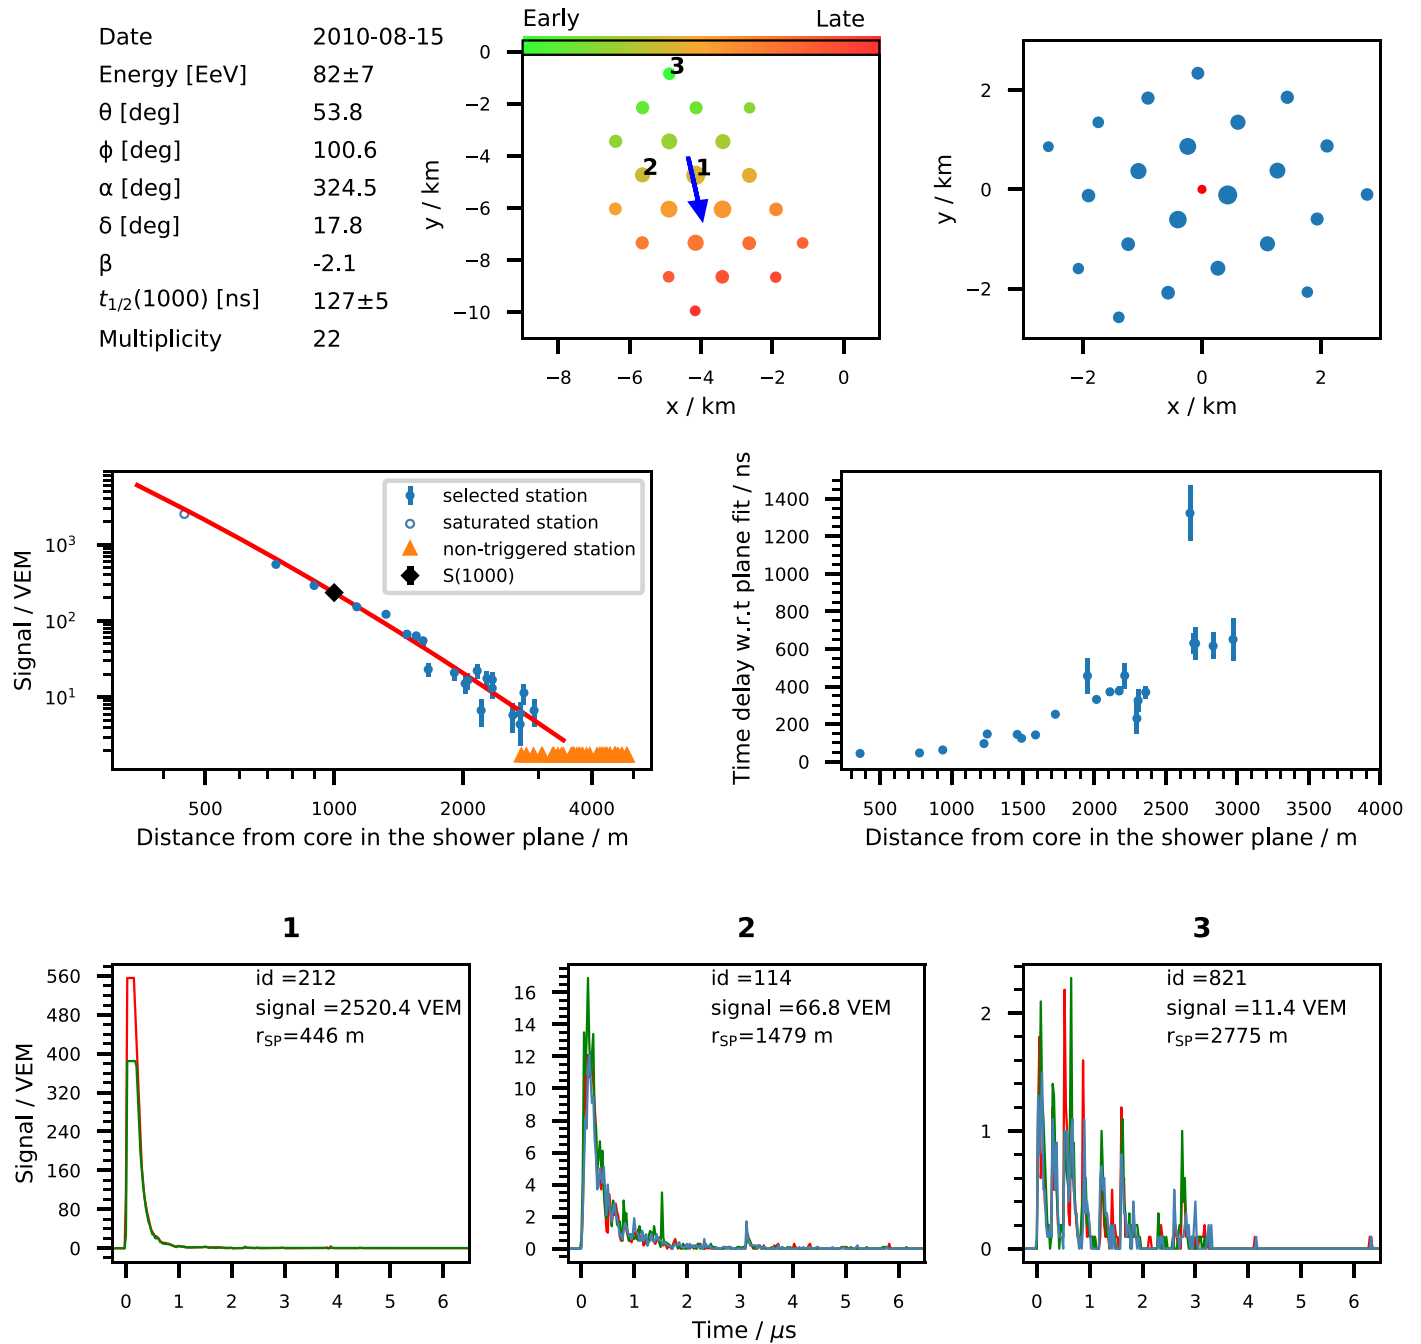 Date 2010-08-15
Energy [EeV] 82±7
θ [deg] 53.8
ϕ [deg] 100.6
α [deg] 324.5
δ [deg] 17.8
β -2.1
t1/2(1000) [ns] 127±5
Multiplicity 22
Early Late
0
−2
−4
−6
−8
−10
y / km
3
2 1
−8 −6 −4 −2 0
x / km
2
0
−2
y / km
−2 0 2
x / km
Signal / VEM
10^3
10^2
10^1
selected station
saturated station
non-triggered station
S(1000)
500 1000 2000 4000
Distance from core in the shower plane / m
Time delay w.r.t plane fit / ns
1400
1200
1000
800
600
400
200
0
500 1000 1500 2000 2500 3000 3500 4000
Distance from core in the shower plane / m
1
Signal / VEM
560
480
400
320
240
160
80
0
id =212
signal =2520.4 VEM
rSP=446 m
0 1 2 3 4 5 6
2
16
14
12
10
8
6
4
2
0
id =114
signal =66.8 VEM
rSP=1479 m
0 1 2 3 4 5 6
Time / μs
3
2
1
0
id =821
signal =11.4 VEM
rSP=2775 m
0 1 2 3 4 5 6